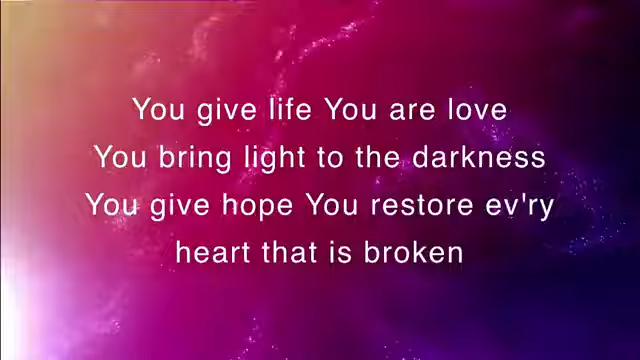 You give life You are love
You bring light to the darkness
You give hope You restore ev'ry
heart that is broken